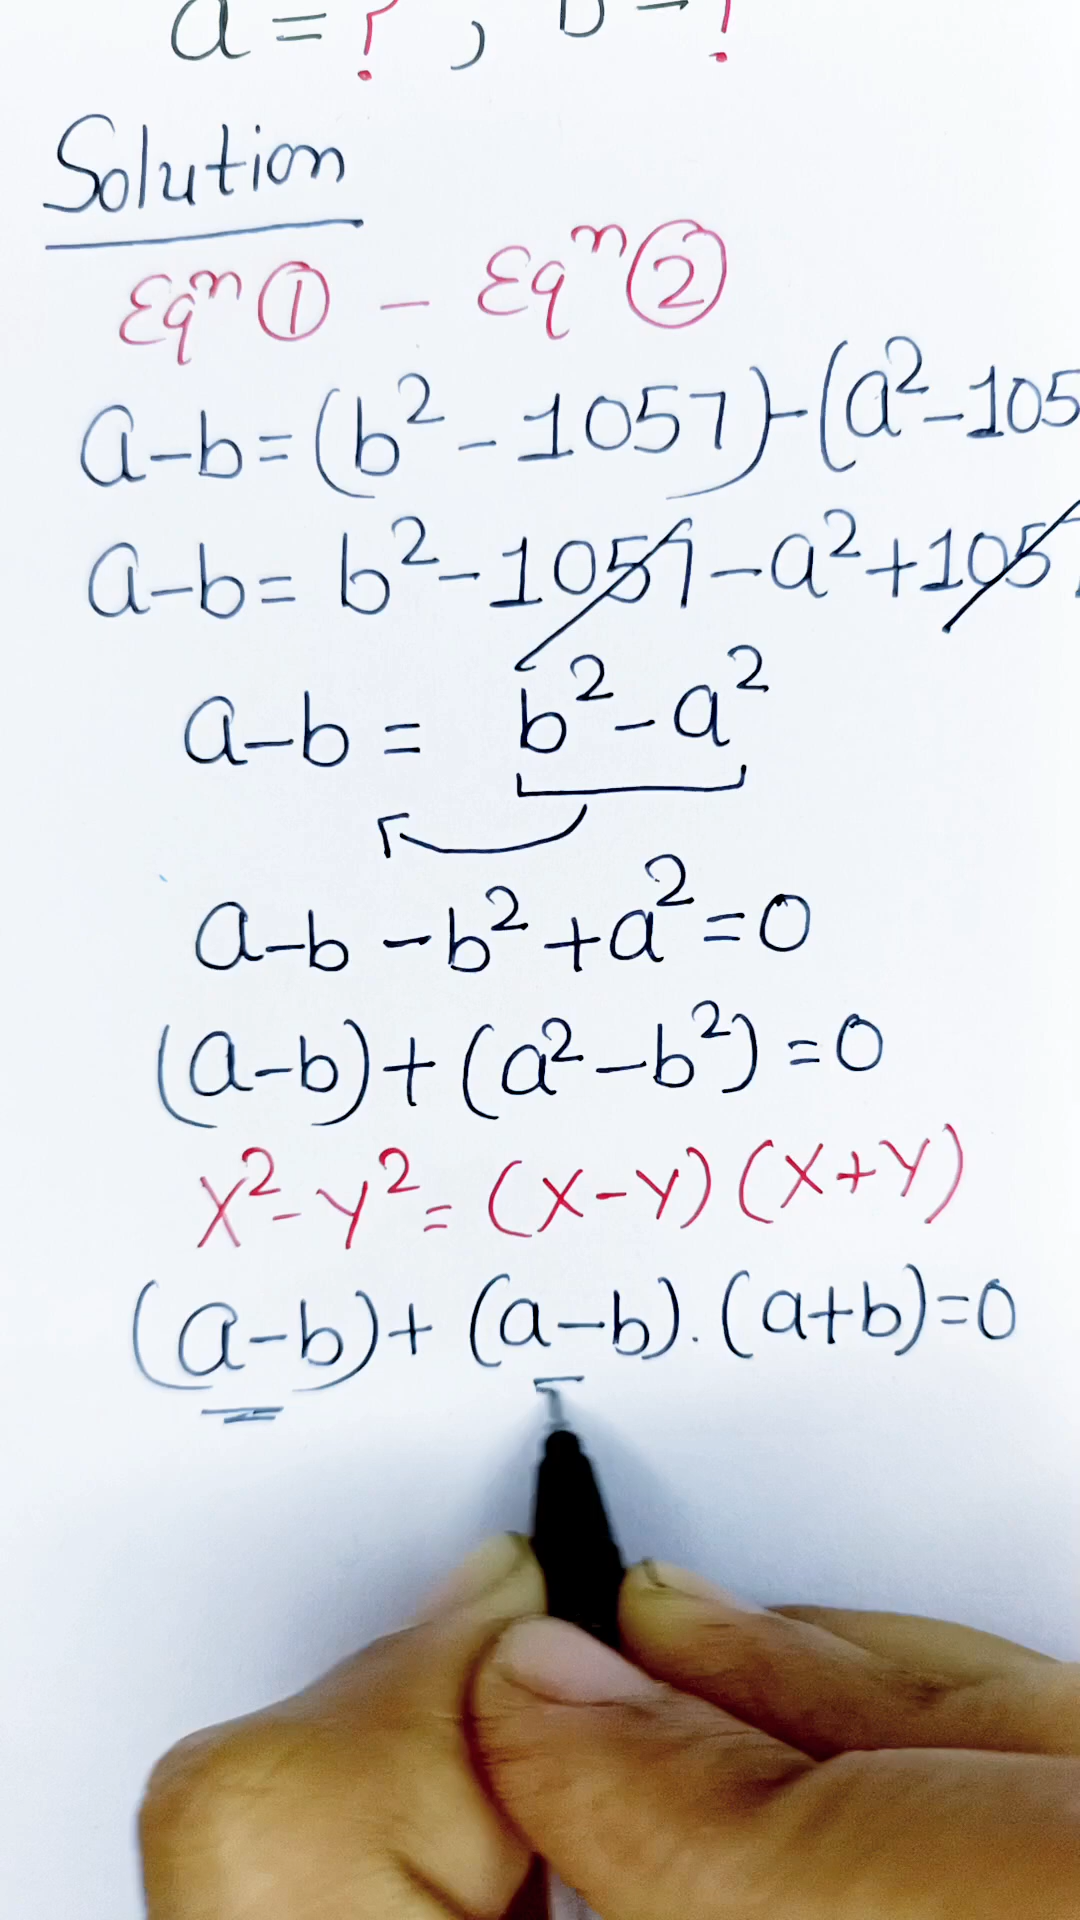 a = ? , b = ?
Solution
Eqⁿ ① - Eqⁿ ②
a-b = (b² - 1057) - (a² - 105
a-b = b² - 1057 - a² + 1057
a-b = b² - a²
a-b - b² + a² = 0
(a-b) + (a² - b²) = 0
x² - y² = (x-y) (x+y)
(a-b) + (a-b) . (a+b) = 0